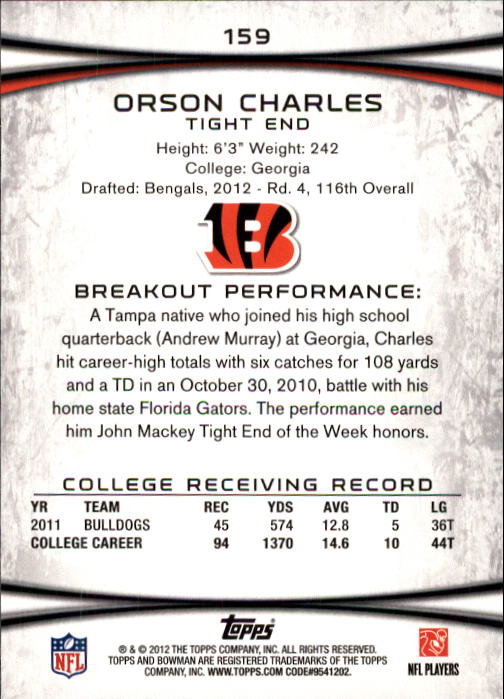 159
ORSON CHARLES
TIGHT END
Height: 6'3" Weight: 242
College: Georgia
Drafted: Bengals, 2012 - Rd. 4, 116th Overall
B
BREAKOUT PERFORMANCE:
A Tampa native who joined his high school
quarterback (Andrew Murray) at Georgia, Charles
hit career-high totals with six catches for 108 yards
and a TD in an October 30, 2010, battle with his
home state Florida Gators. The performance earned
him John Mackey Tight End of the Week honors.
COLLEGE RECEIVING RECORD
YR TEAM REC YDS AVG TD LG
2011 BULLDOGS 45 574 12.8 5 36T
COLLEGE CAREER 94 1370 14.6 10 44T
Topps
NFL
® & © 2012 THE TOPPS COMPANY, INC. ALL RIGHTS RESERVED.
TOPPS AND BOWMAN ARE REGISTERED TRADEMARKS OF THE TOPPS
COMPANY, INC. WWW.TOPPS.COM CODE#9541202.
NFL PLAYERS